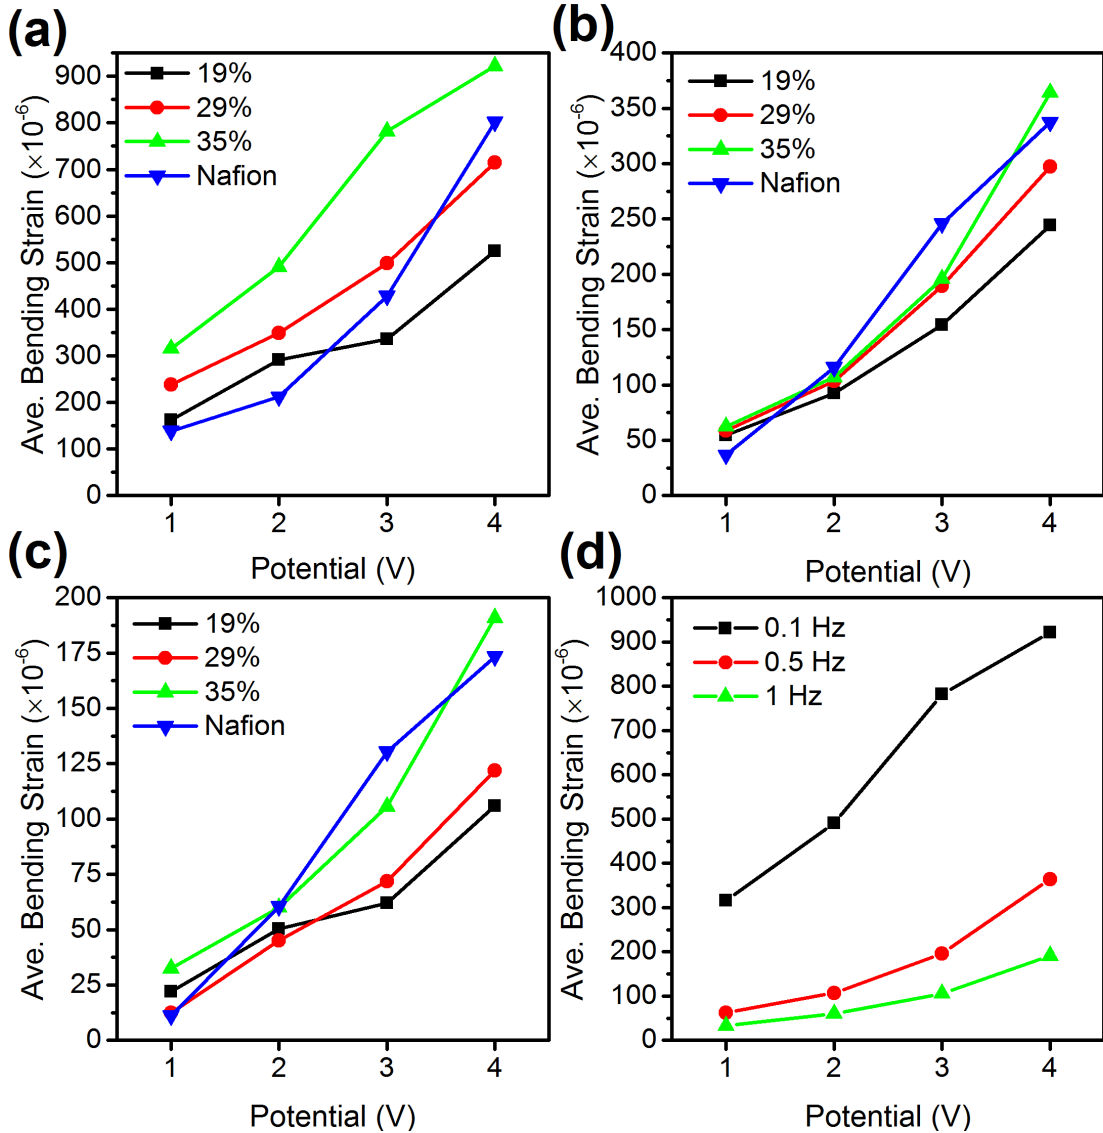 (a)
Ave. Bending Strain (×10⁻⁶)
900
800
700
600
500
400
300
200
100
0
19%
29%
35%
Nafion
1 2 3 4
Potential (V)
(b)
Ave. Bending Strain (×10⁻⁶)
400
350
300
250
200
150
100
50
0
19%
29%
35%
Nafion
1 2 3 4
Potential (V)
(c)
Ave. Bending Strain (×10⁻⁶)
200
175
150
125
100
75
50
25
0
19%
29%
35%
Nafion
1 2 3 4
Potential (V)
(d)
Ave. Bending Strain (×10⁻⁶)
1000
900
800
700
600
500
400
300
200
100
0
0.1 Hz
0.5 Hz
1 Hz
1 2 3 4
Potential (V)